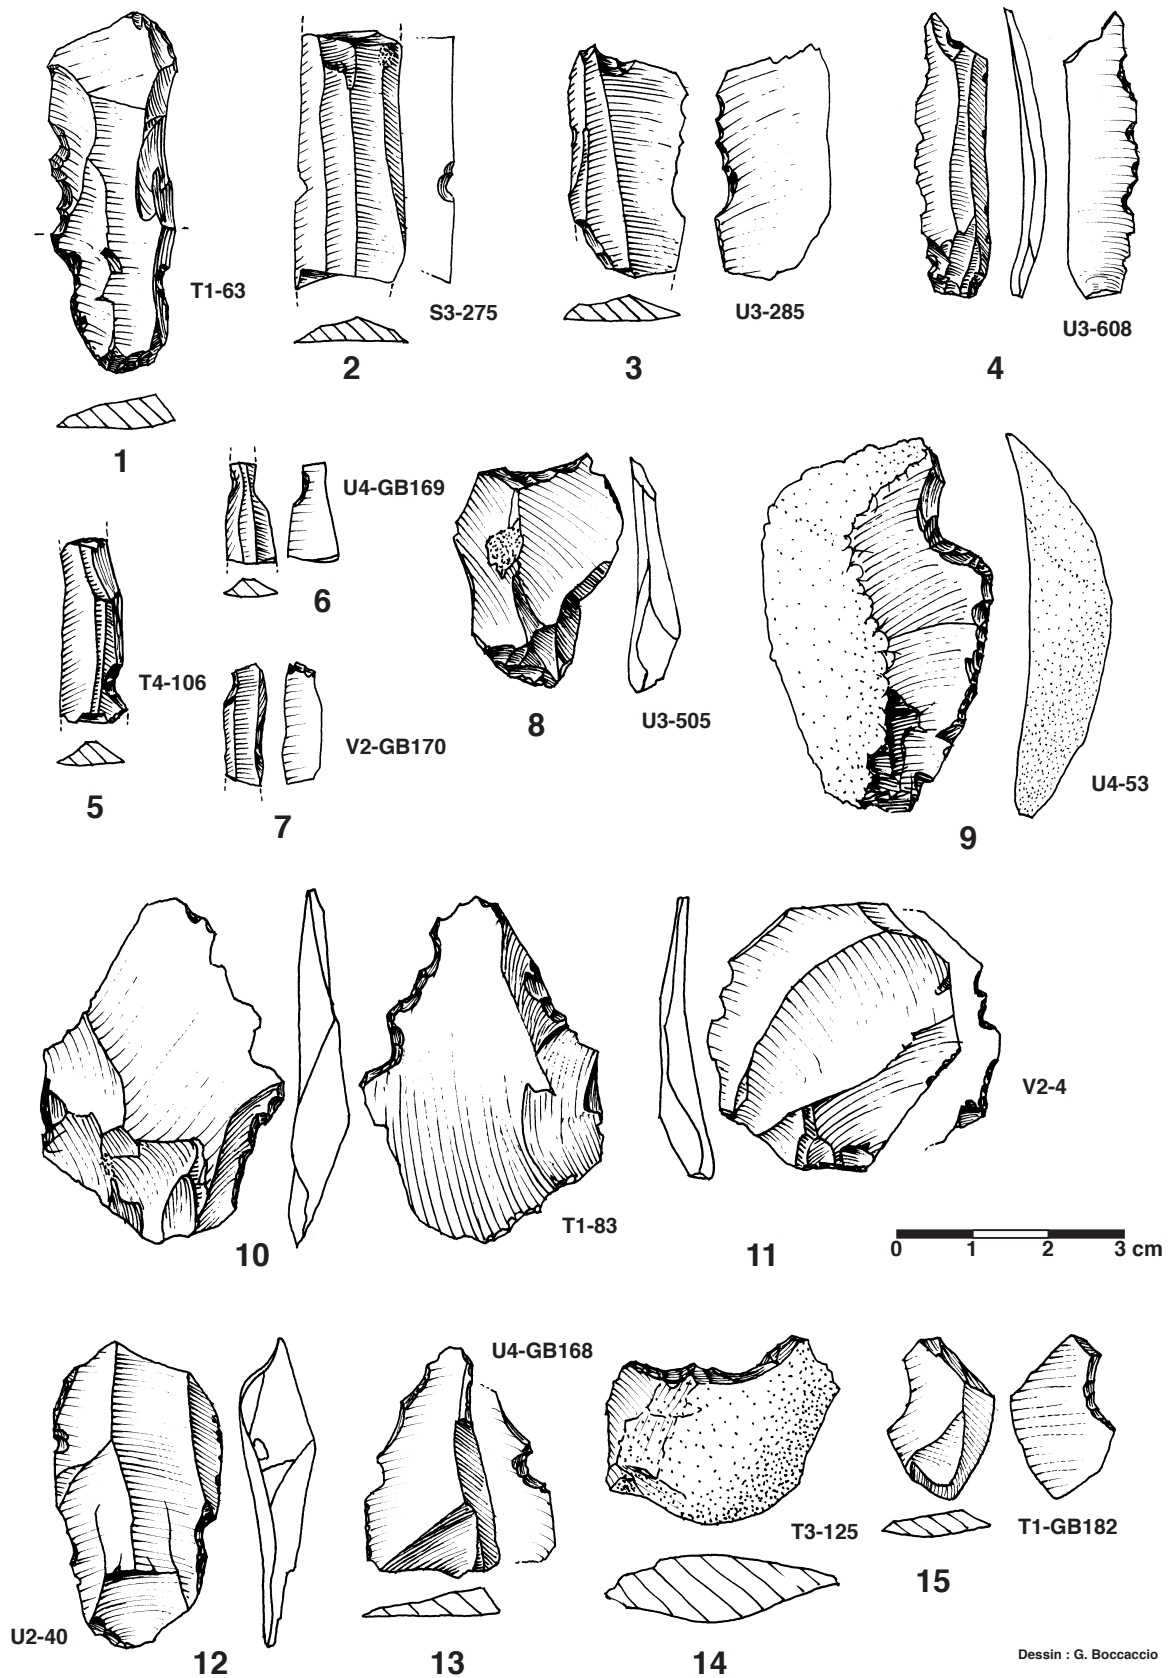 T1-63
1
S3-275
2
U3-285
3
U3-608
4
U4-GB169
6
T4-106
5
V2-GB170
7
U3-505
8
U4-53
9
T1-83
10
V2-4
11
0 1 2 3 cm
U2-40
12
U4-GB168
13
T3-125
14
T1-GB182
15
Dessin : G. Boccaccio